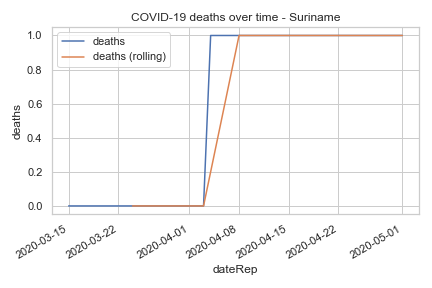 COVID-19 deaths over time - Suriname
deaths
deaths (rolling)
1.0
0.8
0.6
0.4
0.2
0.0
deaths
2020-03-15
2020-03-22
2020-04-01
2020-04-08
2020-04-15
2020-04-22
2020-05-01
dateRep